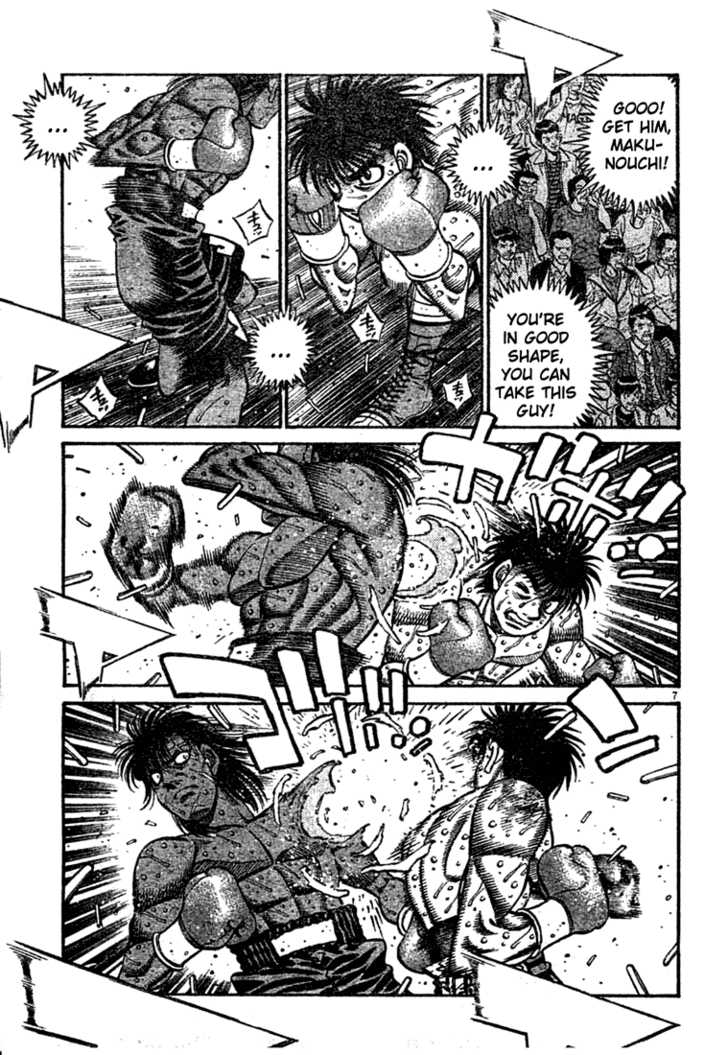 GOOO!
GET HIM,
MAKU-
NOUCHI!
YOU'RE
IN GOOD
SHAPE,
YOU CAN
TAKE THIS
GUY!
...
...
...
7